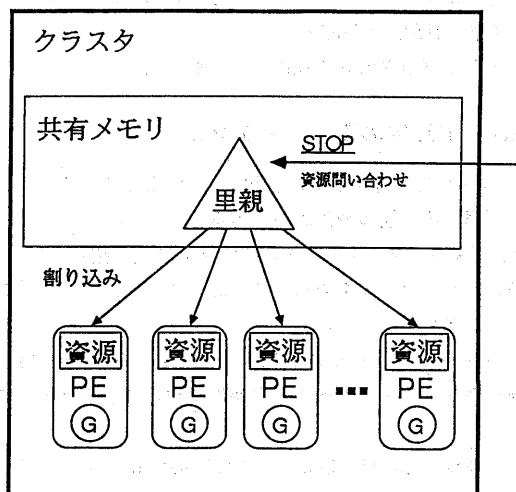 クラスタ
共有メモリ
STOP
資源問い合わせ
里親
割り込み
資源 資源 資源 資源
PE PE PE ... PE
G G G G